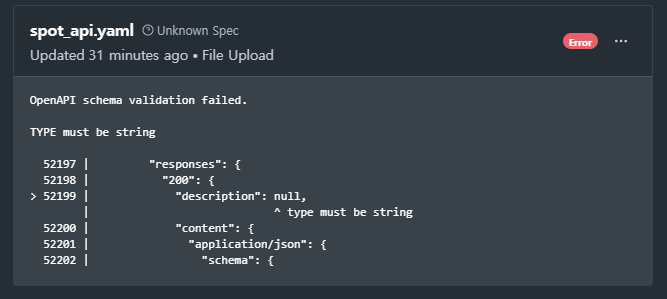 spot_api.yaml Unknown Spec
Error
Updated 31 minutes ago • File Upload
OpenAPI schema validation failed.
TYPE must be string
52197 | "responses": {
52198 | "200": {
> 52199 | "description": null,
| ^ type must be string
52200 | "content": {
52201 | "application/json": {
52202 | "schema": {